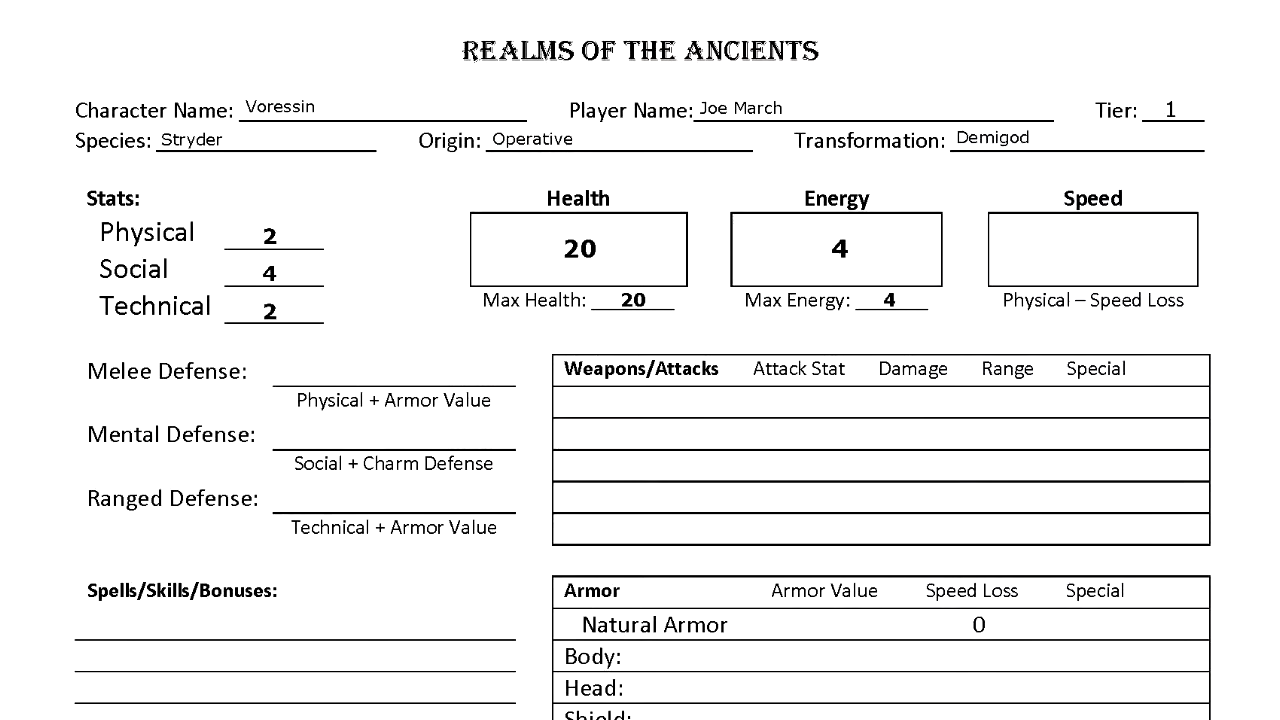 REALMS OF THE ANCIENTS
Character Name: Voressin Player Name: Joe March Tier: 1
Species: Stryder Origin: Operative Transformation: Demigod
Stats: Health Energy Speed
Physical 2
20 4
Social 4
Max Health: 20 Max Energy: 4 Physical – Speed Loss
Technical 2
Melee Defense:
Physical + Armor Value
Mental Defense:
Social + Charm Defense
Ranged Defense:
Technical + Armor Value
Weapons/Attacks Attack Stat Damage Range Special
Spells/Skills/Bonuses:
Armor Armor Value Speed Loss Special
Natural Armor 0
Body:
Head:
Shield: